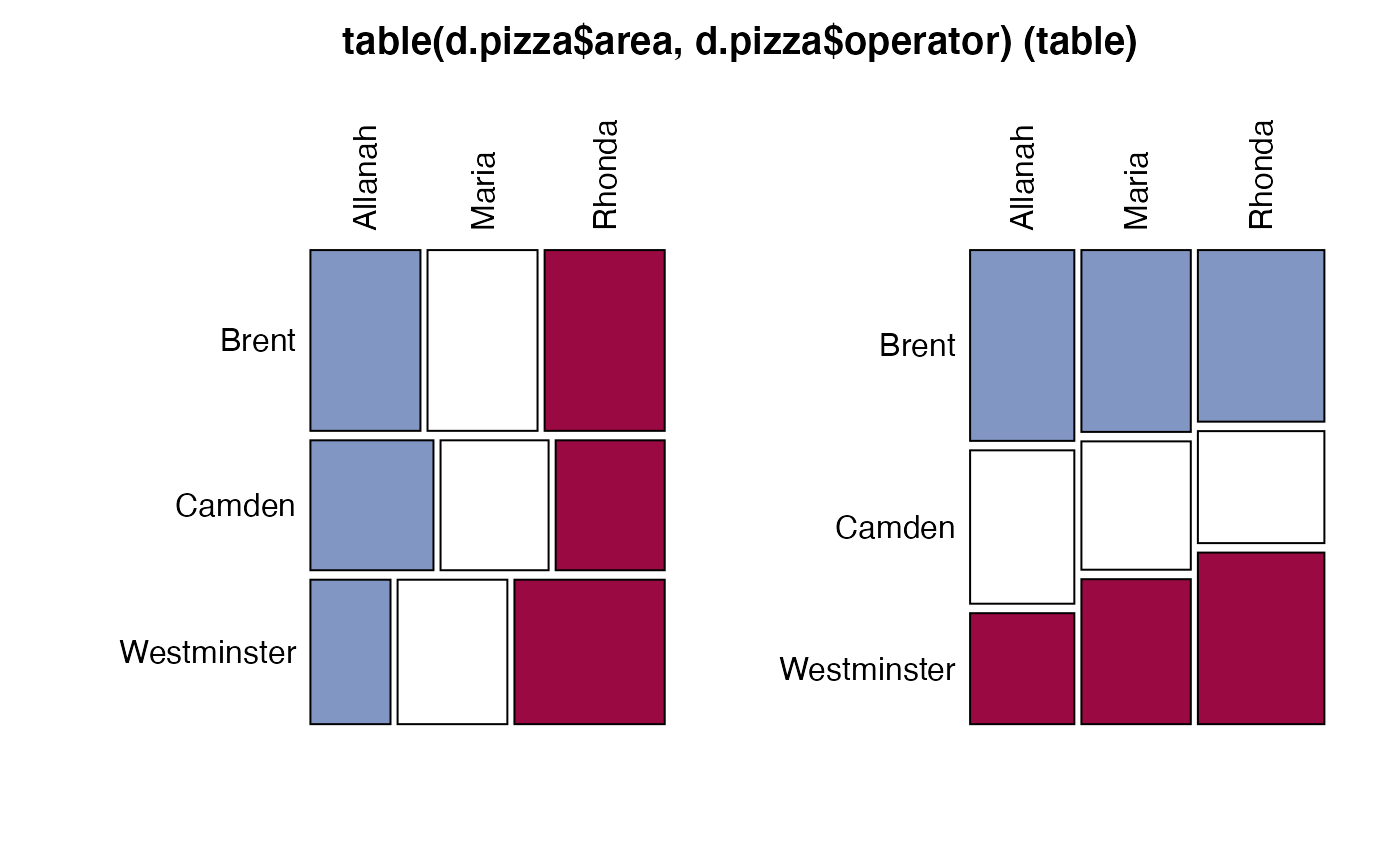 table(d.pizza$area, d.pizza$operator) (table)
Allanah
Maria
Rhonda
Brent
Camden
Westminster
Allanah
Maria
Rhonda
Brent
Camden
Westminster